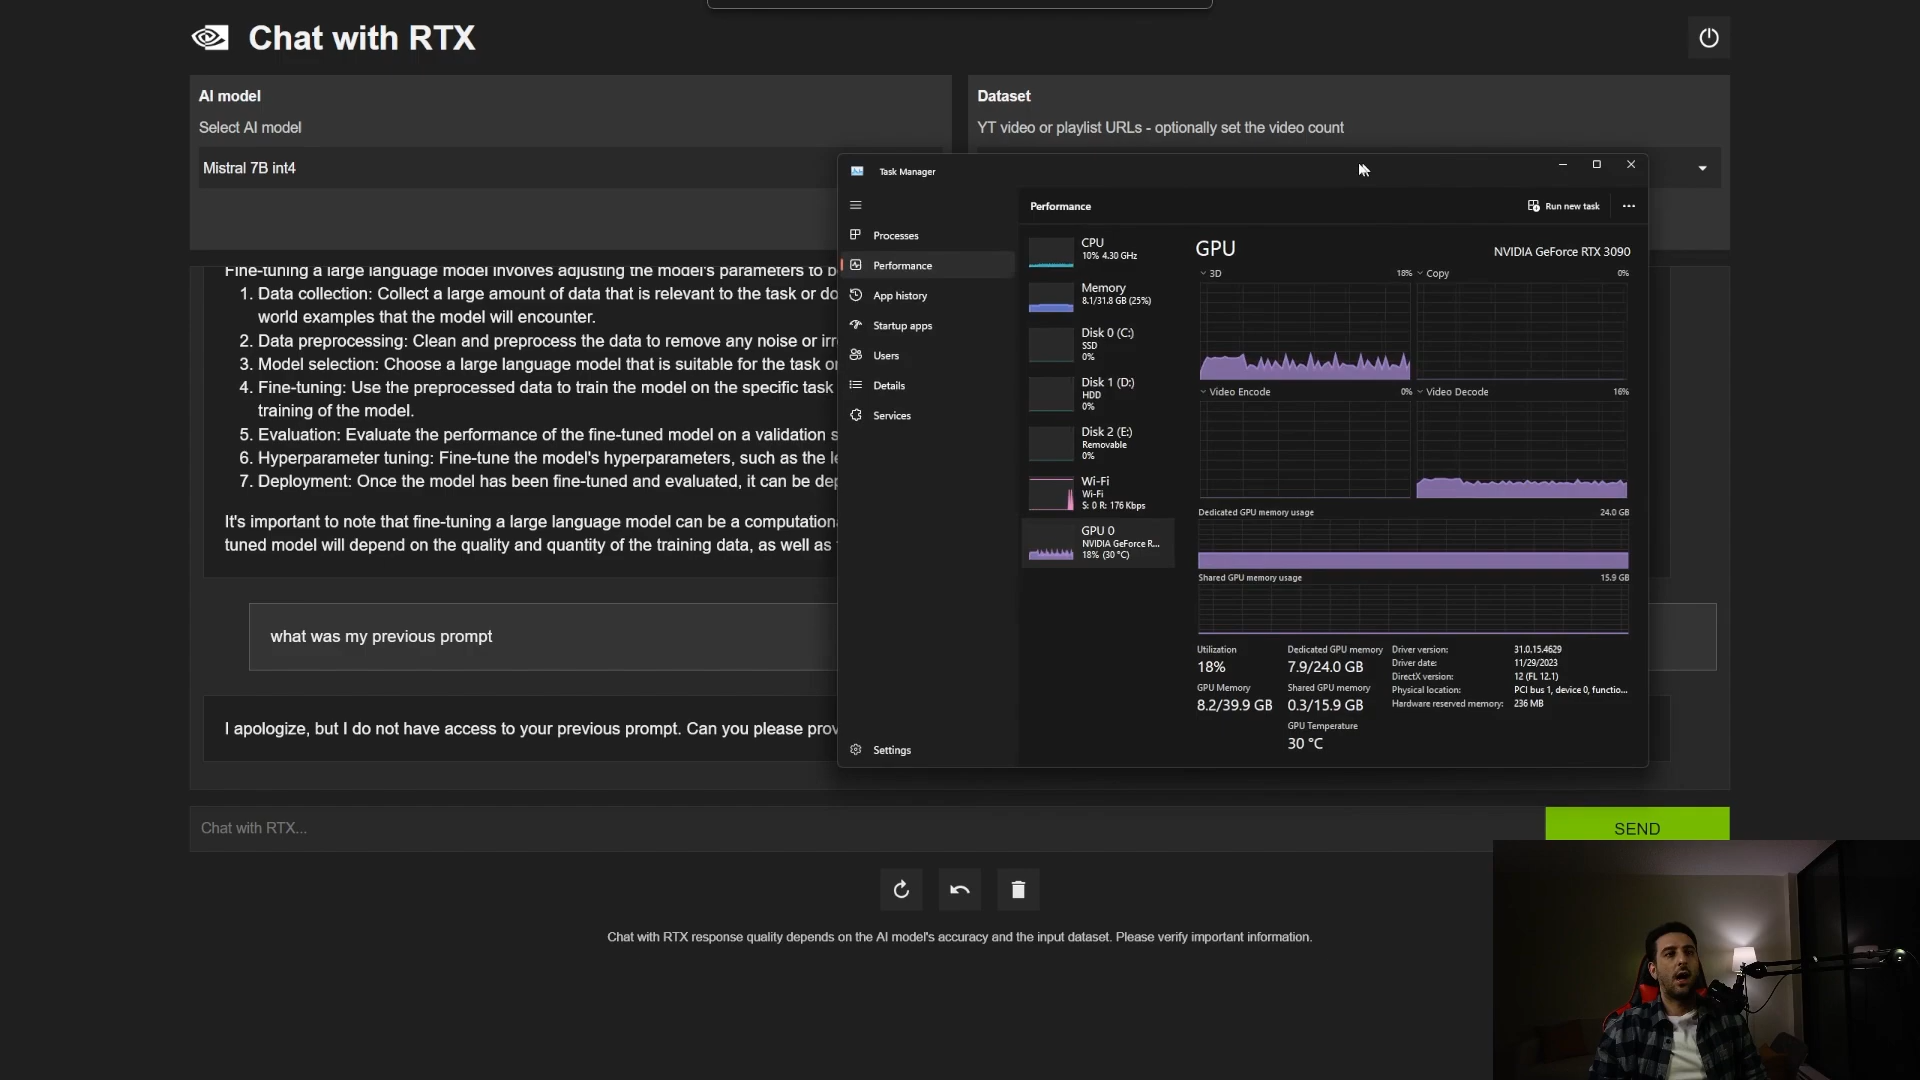 Chat with RTX
AI model
Select AI model
Mistral 7B int4
Dataset
YT video or playlist URLs - optionally set the video count
Fine-tuning a large language model involves adjusting the model's parameters to
1. Data collection: Collect a large amount of data that is relevant to the task or
world examples that the model will encounter.
2. Data preprocessing: Clean and preprocess the data to remove any noise or
3. Model selection: Choose a large language model that is suitable for the task
4. Fine-tuning: Use the preprocessed data to train the model on the specific task
training of the model.
5. Evaluation: Evaluate the performance of the fine-tuned model on a validation
6. Hyperparameter tuning: Fine-tune the model's hyperparameters, such as the
7. Deployment: Once the model has been fine-tuned and evaluated, it can be
It's important to note that fine-tuning a large language model can be a
tuned model will depend on the quality and quantity of the training data, as well as
what was my previous prompt
I apologize, but I do not have access to your previous prompt. Can you please
Task Manager
Processes
Performance
App history
Startup apps
Users
Details
Services
Settings
Performance
Run new task
CPU
10% 4.30 GHz
Memory
8.1/31.8 GB (25%)
Disk 0 (C:)
SSD
0%
Disk 1 (D:)
HDD
0%
Disk 2 (E:)
Removable
0%
Wi-Fi
Wi-Fi
S: 0 R: 176 Kbps
GPU 0
NVIDIA GeForce R...
18% (30 °C)
GPU
NVIDIA GeForce RTX 3090
3D 18%
Copy 0%
Video Encode 0%
Video Decode 16%
Dedicated GPU memory usage 24.0 GB
Shared GPU memory usage 15.9 GB
Utilization
18%
GPU Memory
8.2/39.9 GB
Dedicated GPU memory
7.9/24.0 GB
Shared GPU memory
0.3/15.9 GB
GPU Temperature
30 °C
Driver version: 31.0.15.4629
Driver date: 11/29/2023
DirectX version: 12 (FL 12.1)
Physical location: PCI bus 1, device 0, functio...
Hardware reserved memory: 236 MB
Chat with RTX...
SEND
Chat with RTX response quality depends on the AI model's accuracy and the input dataset. Please verify important information.